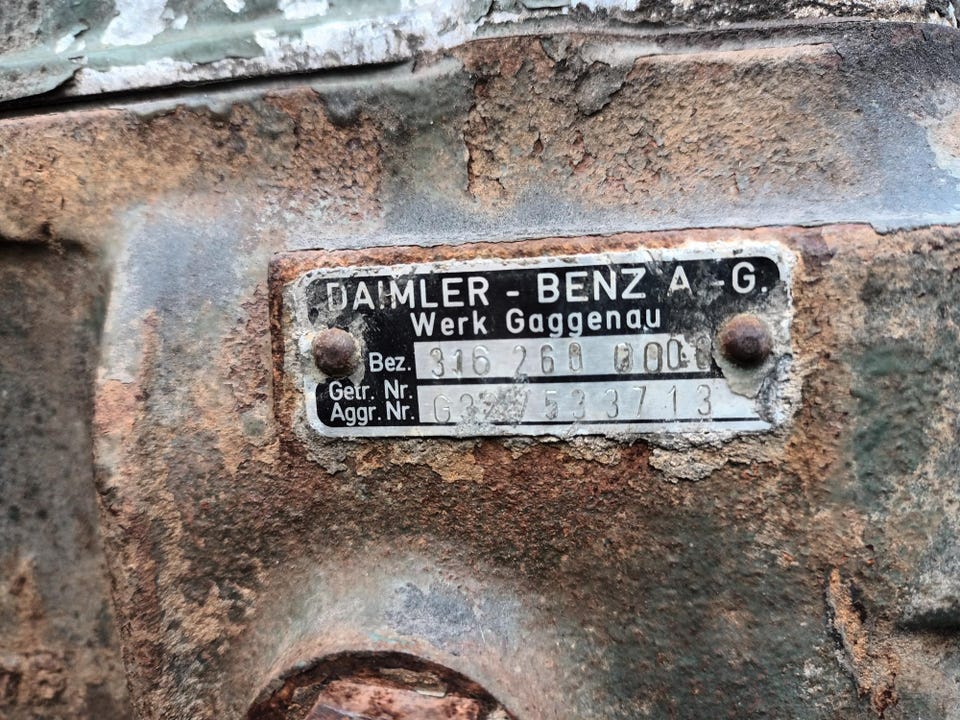 DAIMLER - BENZ A -G.
Werk Gaggenau
Bez. 316 260
Getr. Nr.
Aggr. Nr.